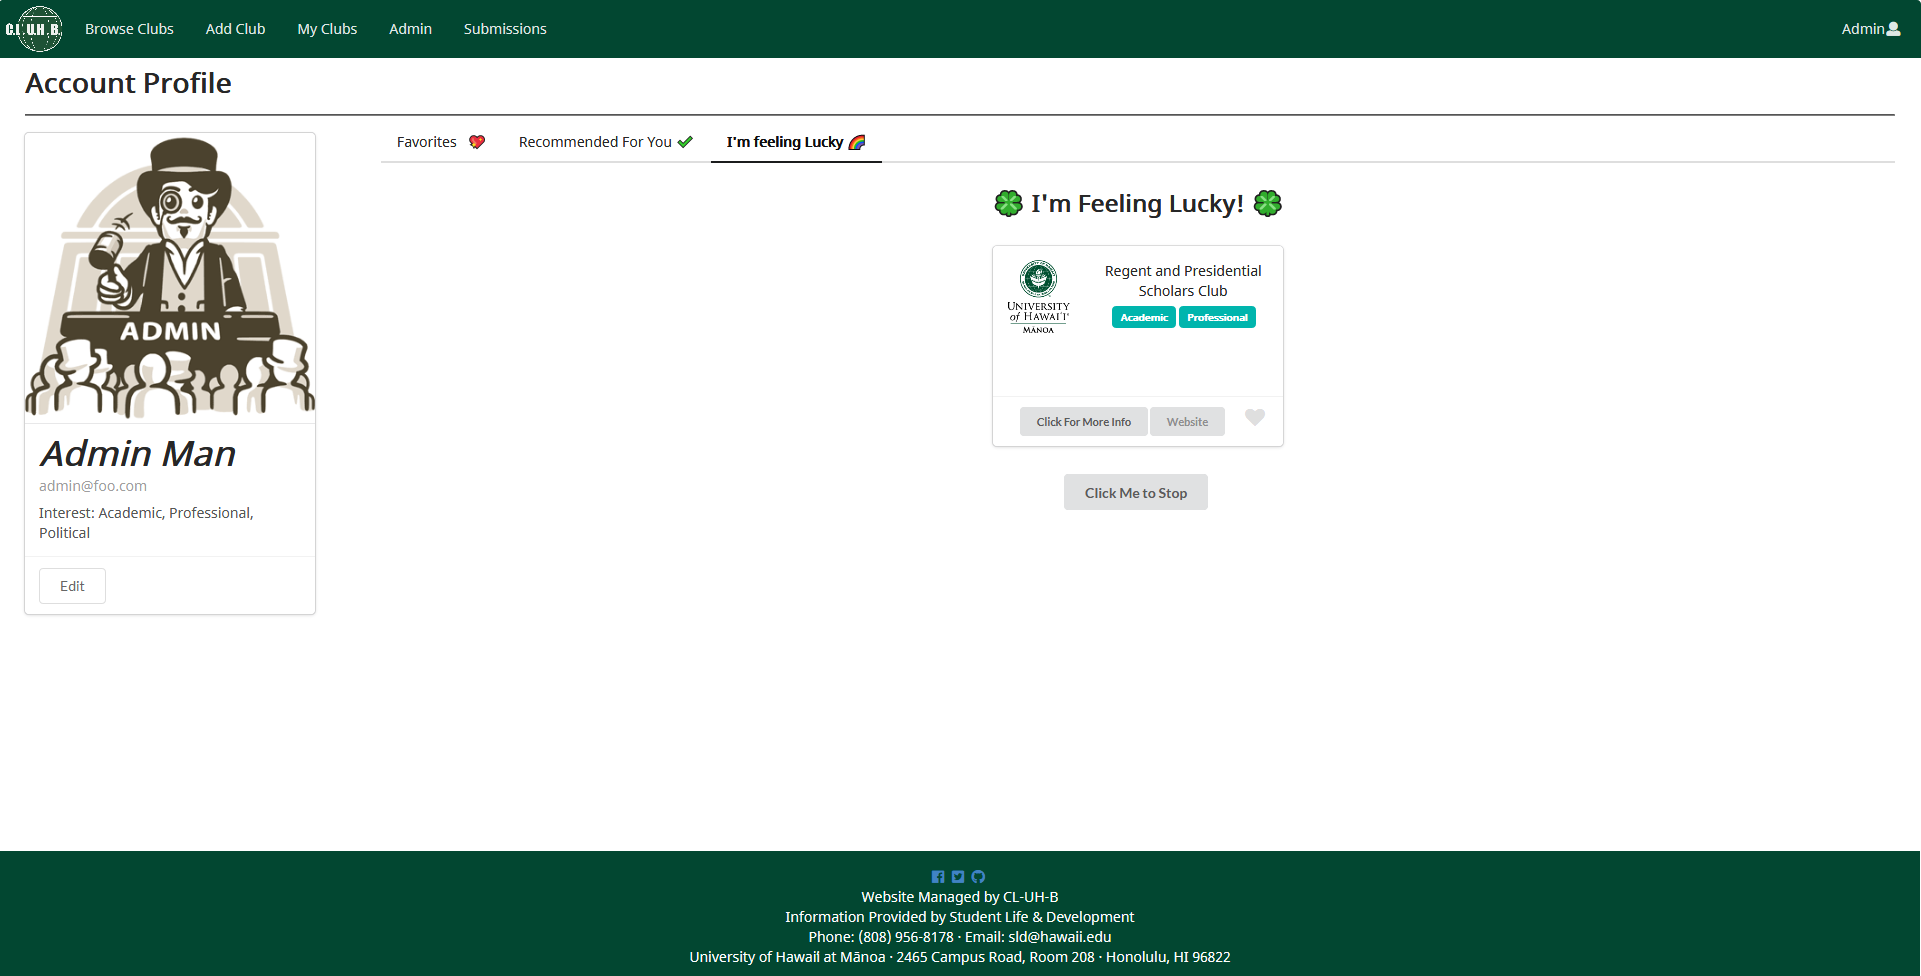 C.L.U.H.B.
Browse Clubs
Add Club
My Clubs
Admin
Submissions
Admin
Account Profile
ADMIN
Admin Man
admin@foo.com
Interest: Academic, Professional,
Political
Edit
Favorites
Recommended For You
I'm feeling Lucky
I'm Feeling Lucky!
UNIVERSITY
of HAWAI'I®
MĀNOA
Regent and Presidential
Scholars Club
Academic
Professional
Click For More Info
Website
Click Me to Stop
Website Managed by CL-UH-B
Information Provided by Student Life & Development
Phone: (808) 956-8178 · Email: sld@hawaii.edu
University of Hawaii at Mānoa · 2465 Campus Road, Room 208 · Honolulu, HI 96822